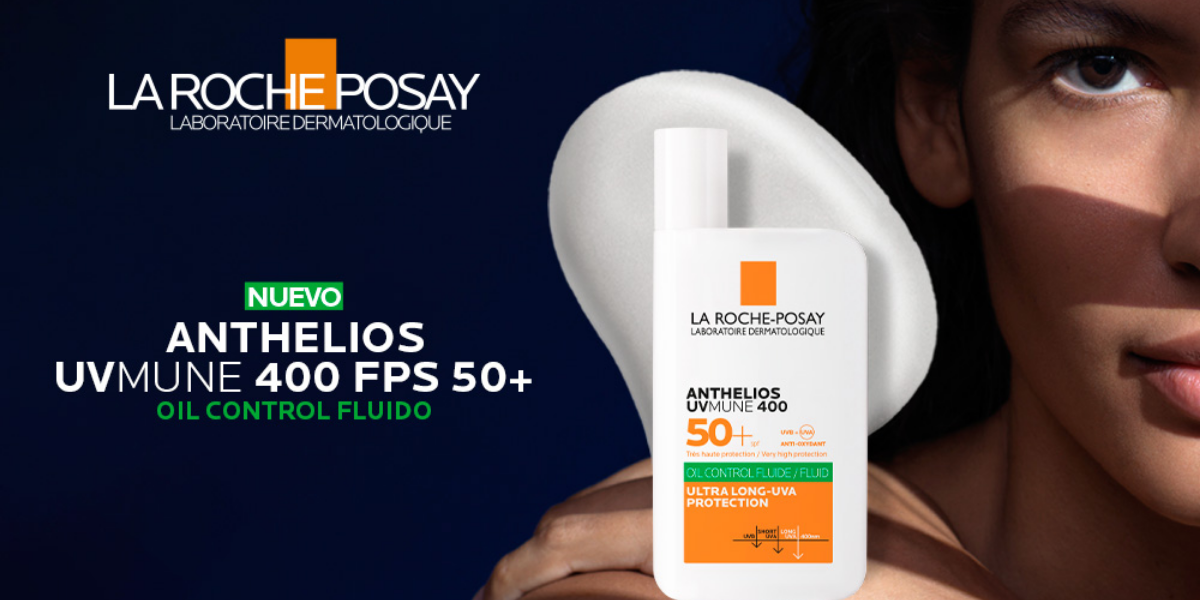 LA ROCHE POSAY
LABORATOIRE DERMATOLOGIQUE
NUEVO
ANTHELIOS
UVMUNE 400 FPS 50+
OIL CONTROL FLUIDO
LA ROCHE-POSAY
LABORATOIRE DERMATOLOGIQUE
ANTHELIOS
UVMUNE 400
50+
UVB + UVA
ANTI-OXYDANT
Très haute protection / Very high protection
OIL CONTROL FLUIDE / FLUID
ULTRA LONG-UVA
PROTECTION
UVB SHORT UVA LONG UVA 400nm